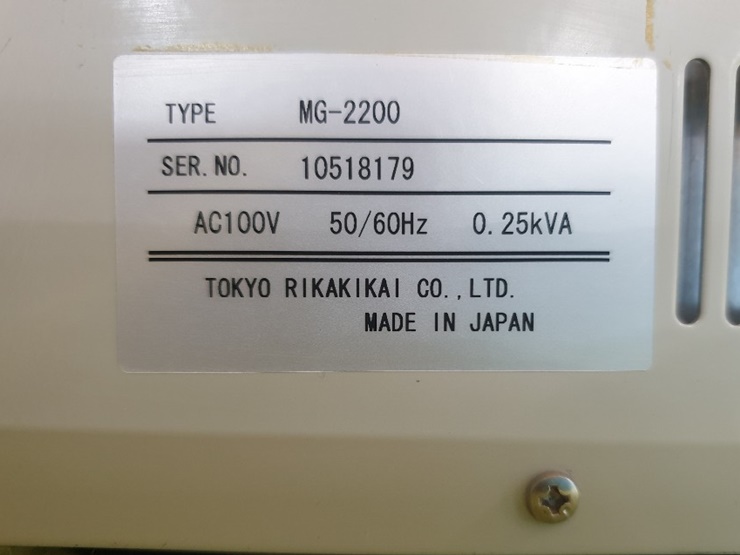 TYPE MG-2200
SER. NO. 10518179
AC100V 50/60Hz 0.25kVA
TOKYO RIKAKIKAI CO.,LTD.
MADE IN JAPAN